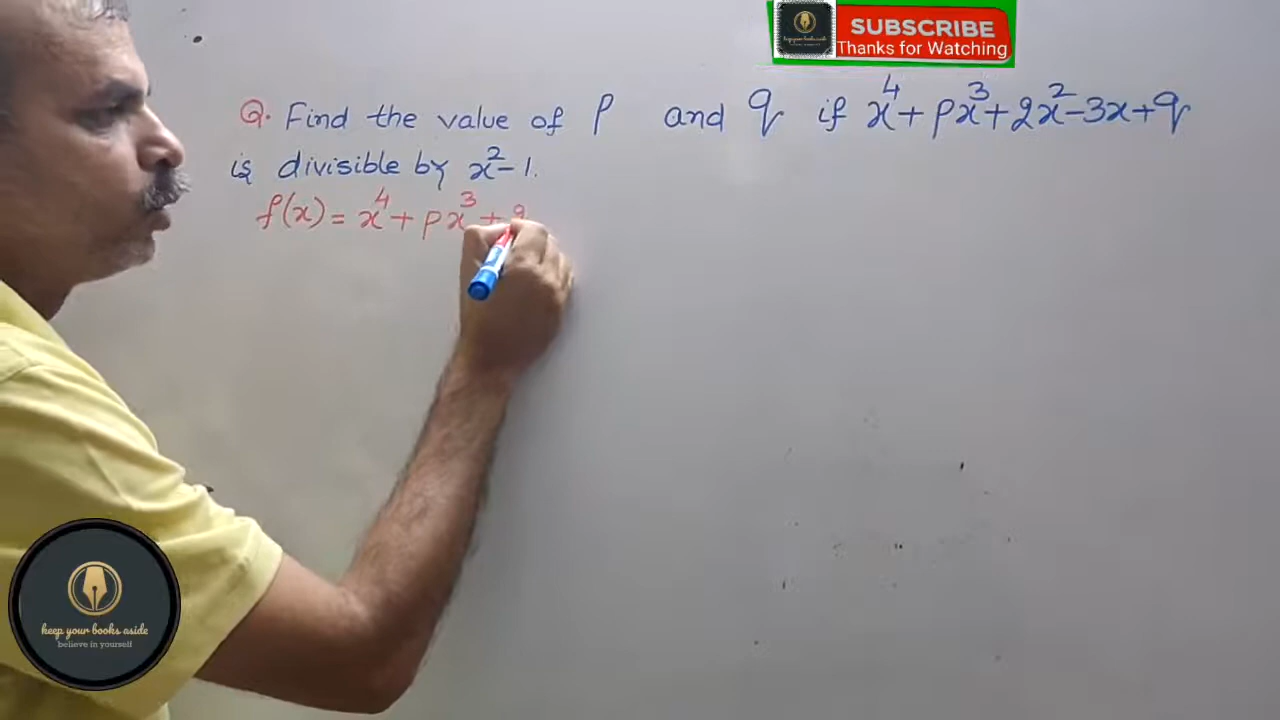 SUBSCRIBE
Thanks for Watching
Q. Find the value of p and q if x⁴ + px³ + 2x² - 3x + q
is divisible by x² - 1.
f(x) = x⁴ + px³ +
keep your books aside
believe in yourself